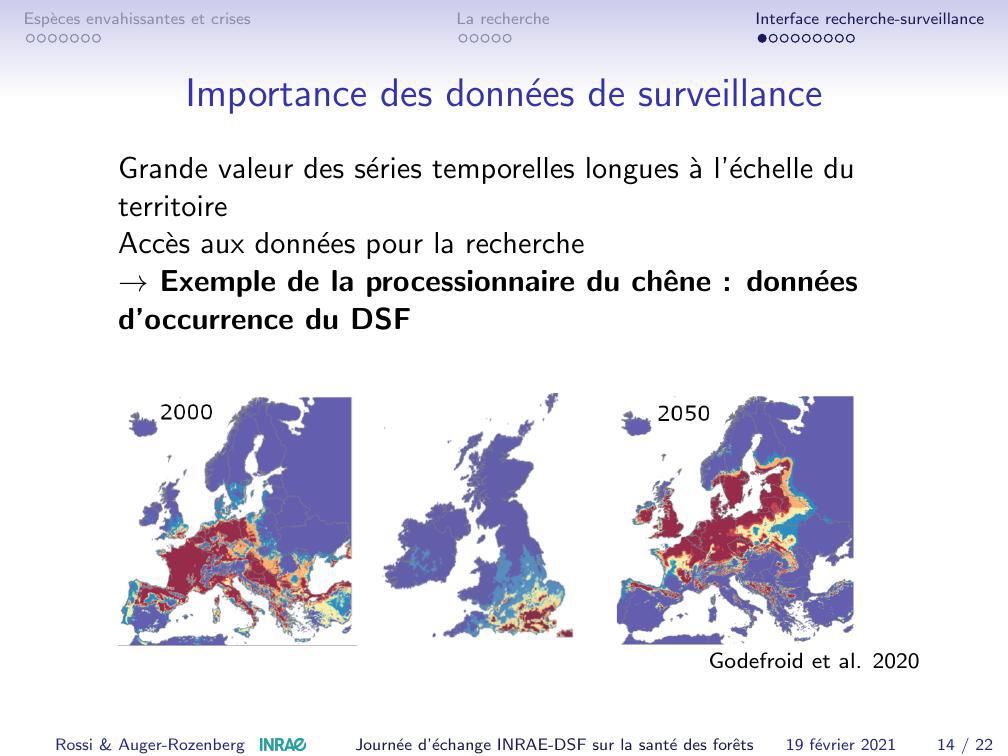 Espèces envahissantes et crises
La recherche
Interface recherche-surveillance
Importance des données de surveillance
Grande valeur des séries temporelles longues à l'échelle du
territoire
Accès aux données pour la recherche
→ Exemple de la processionnaire du chêne : données
d'occurrence du DSF
2000
2050
Godefroid et al. 2020
Rossi & Auger-Rozenberg INRAE Journée d'échange INRAE-DSF sur la santé des forêts 19 février 2021 14 / 22